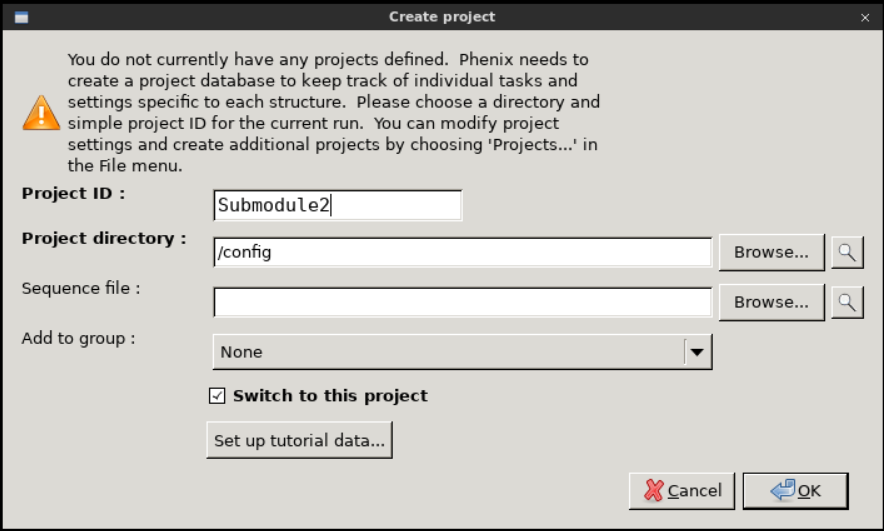 Create project
You do not currently have any projects defined. Phenix needs to
create a project database to keep track of individual tasks and
settings specific to each structure. Please choose a directory and
simple project ID for the current run. You can modify project
settings and create additional projects by choosing 'Projects...' in
the File menu.
Project ID :
Submodule2
Project directory :
/config
Browse...
Sequence file :
Browse...
Add to group :
None
Switch to this project
Set up tutorial data...
Cancel
OK